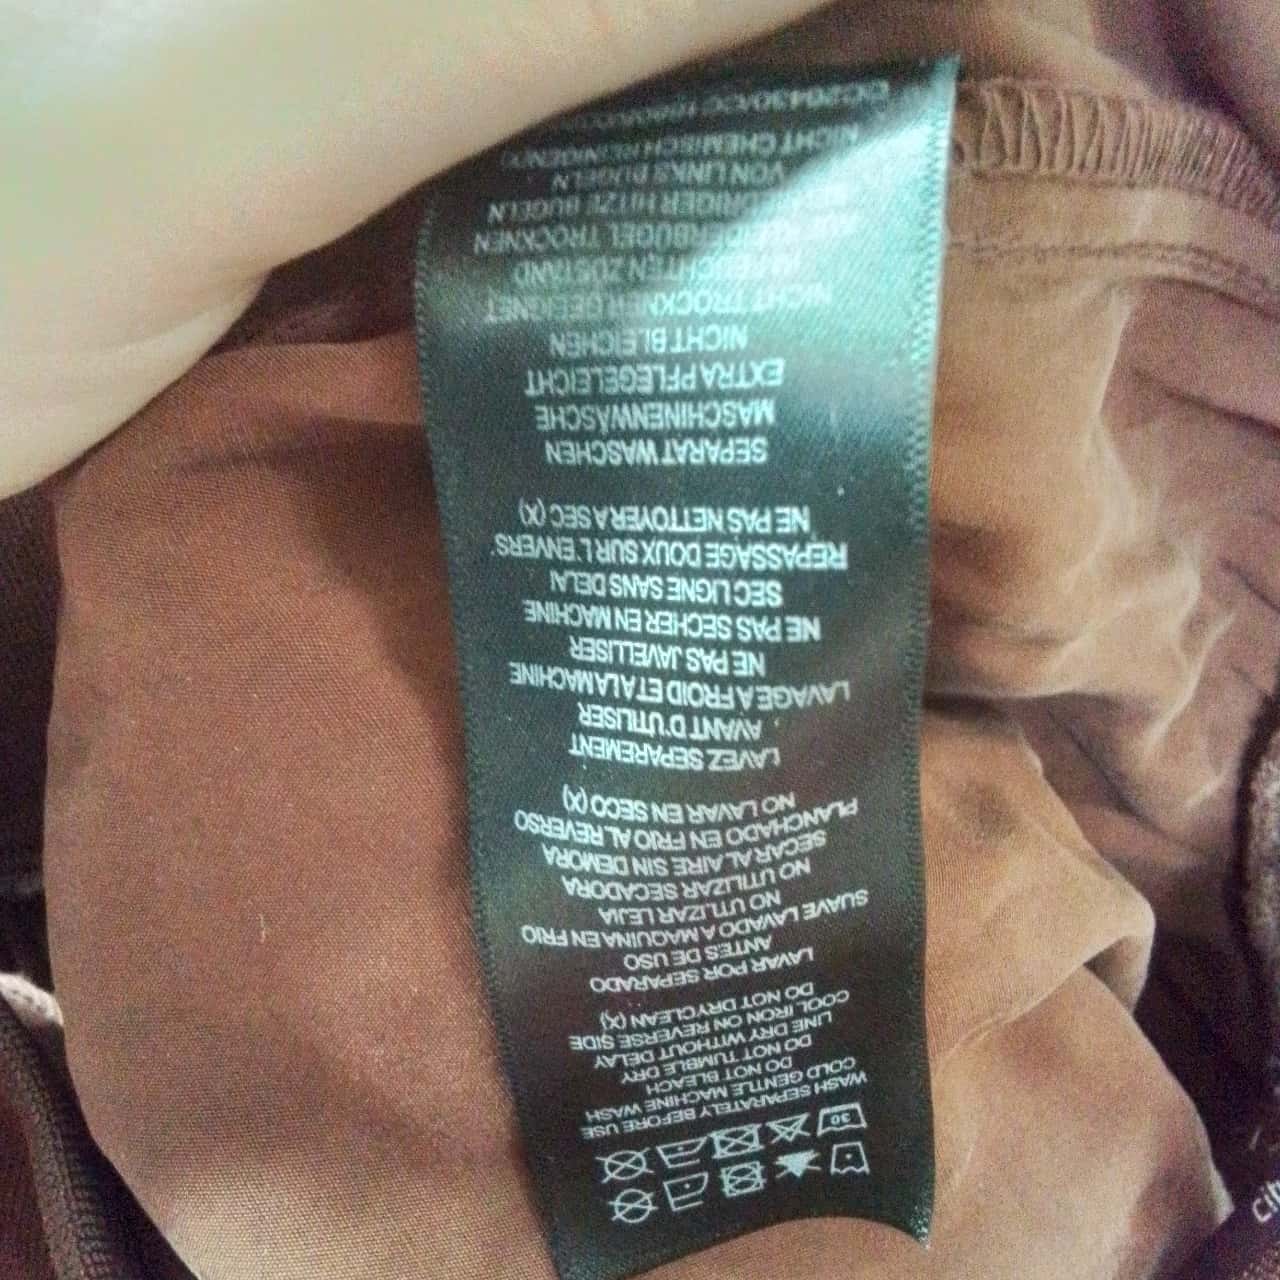 30
WASH SEPARATELY BEFORE USE
COLD GENTLE MACHINE WASH
DO NOT BLEACH
DO NOT TUMBLE DRY
LINE DRY WITHOUT DELAY
COOL IRON ON REVERSE SIDE
DO NOT DRYCLEAN (X)
LAVAR POR SEPARADO
ANTES DE USO
SUAVE LAVADO A MAQUINA EN FRIO
NO UTILIZAR LEJIA
NO UTILIZAR SECADORA
SECAR AL AIRE SIN DEMORA
PLANCHADO EN FRIO AL REVERSO
NO LAVAR EN SECO (X)
LAVEZ SEPAREMENT
AVANT D'UTILISER
LAVAGE A FROID ET A LA MACHINE
NE PAS JAVELLISER
NE PAS SECHER EN MACHINE
SEC LIGNE SANS DELAI
REPASSAGE DOUX SUR L'ENVERS
NE PAS NETTOYER A SEC (X)
SEPARAT WASCHEN
MASCHINENWÄSCHE
EXTRA PFLEGELEICHT
NICHT BLEICHEN
NICHT TROCKNER GEEIGNET
ZUSTAND
TROCKNEN
HITZE BÜGELN
VON LINKS BÜGELN
NICHT CHEMISCH REINIGEN(X)